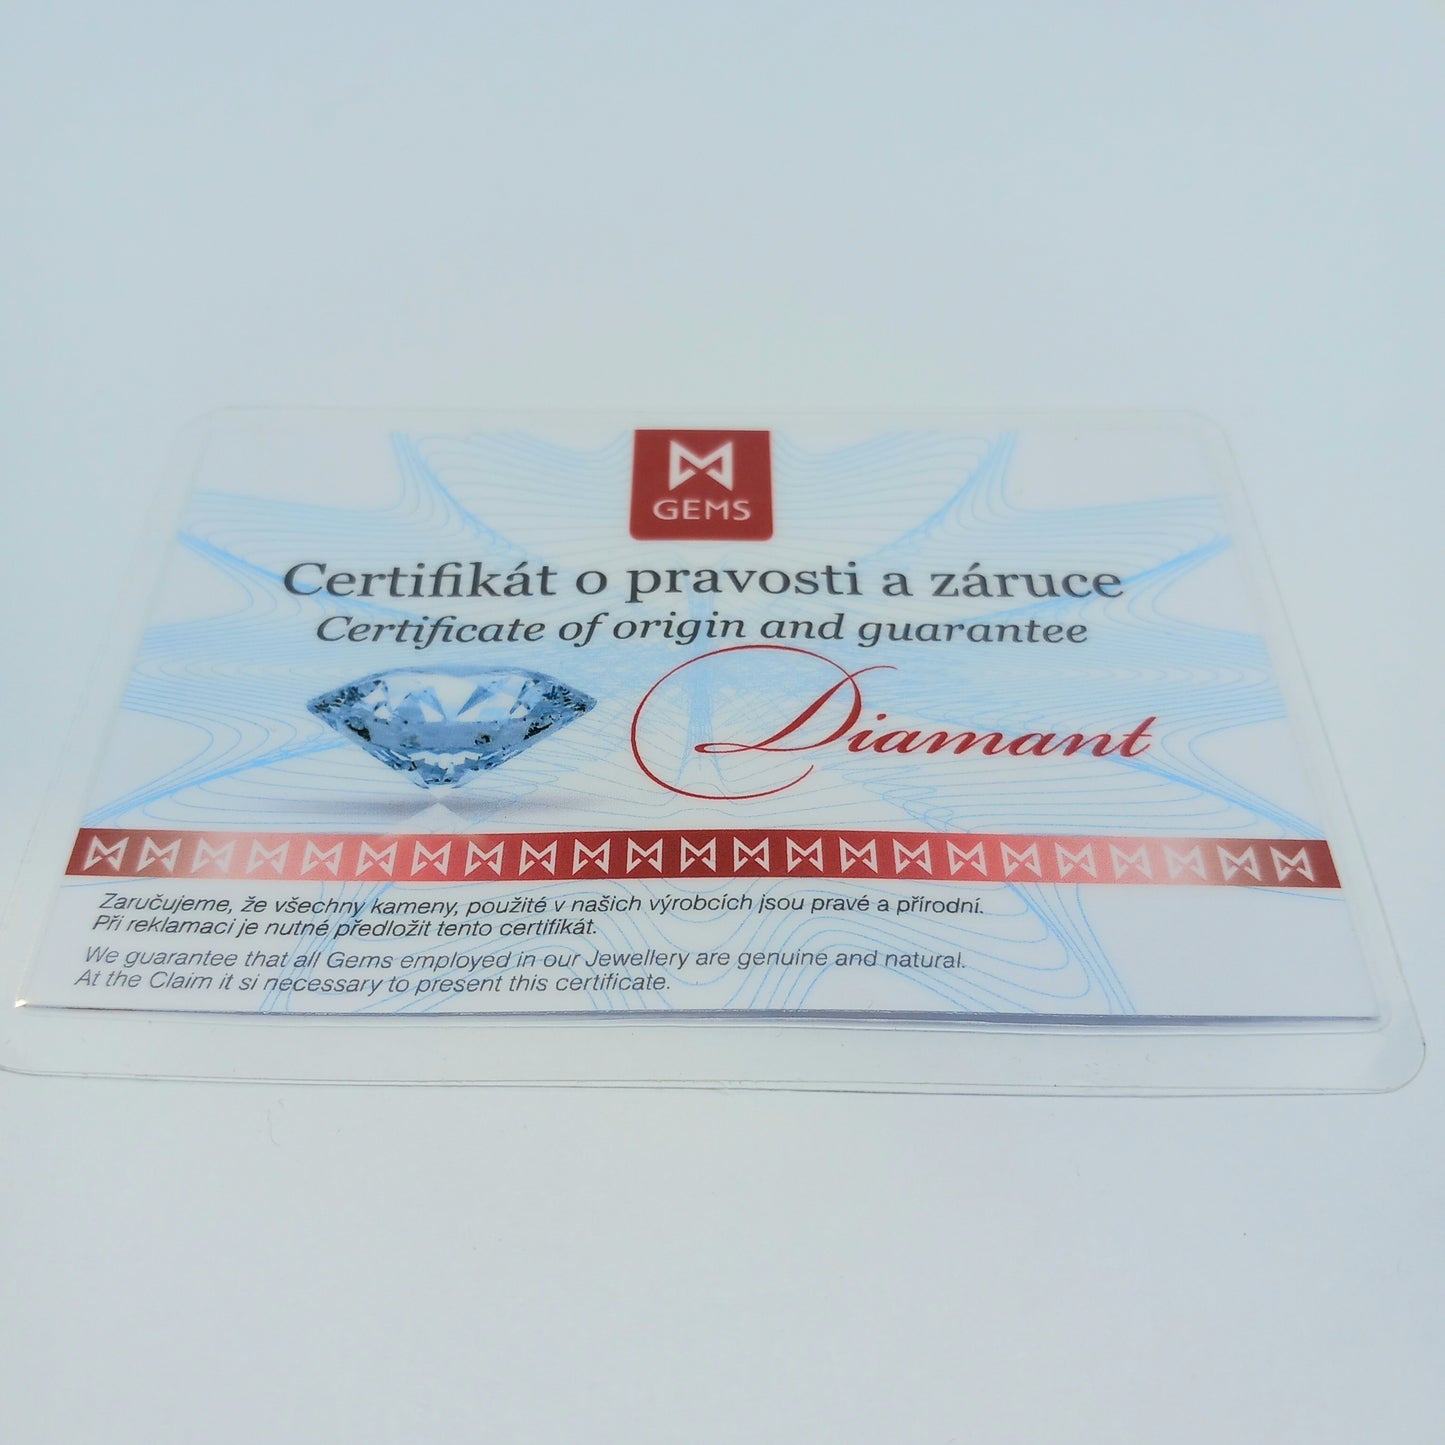 GEMS
Certifikát o pravosti a záruce
Certificate of origin and guarantee
Diamant
Zaručujeme, že všechny kameny, použité v našich výrobcích jsou pravé a přírodní.
Při reklamaci je nutné předložit tento certifikát.
We guarantee that all Gems employed in our Jewellery are genuine and natural.
At the Claim it si necessary to present this certificate.